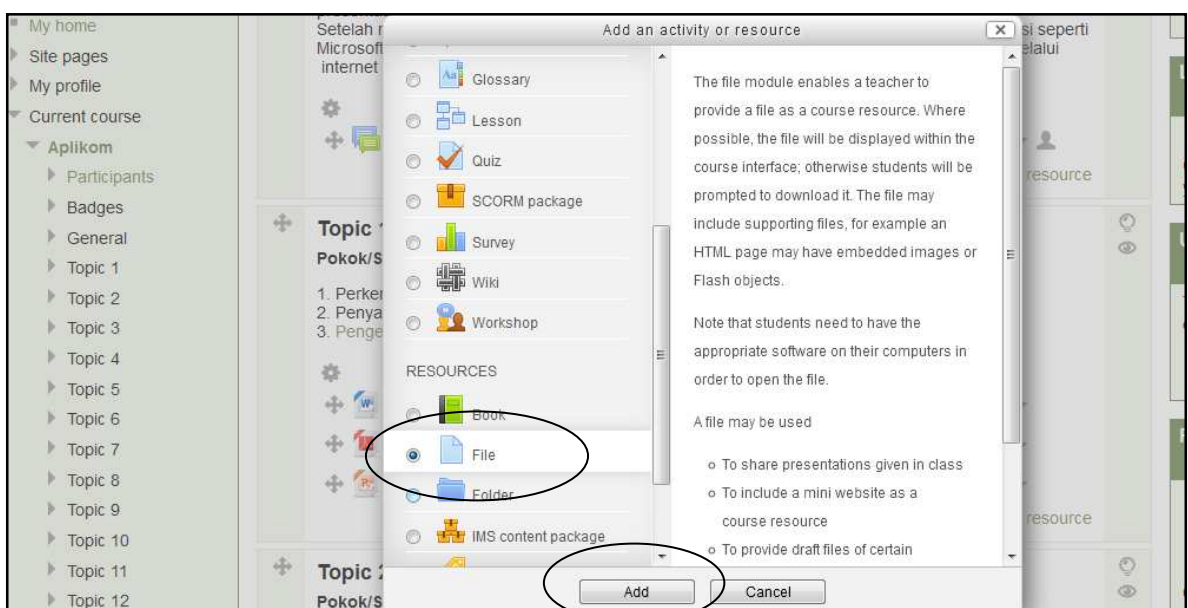 My home
Site pages
My profile
Current course
Aplikom
Participants
Badges
General
Topic 1
Topic 2
Topic 3
Topic 4
Topic 5
Topic 6
Topic 7
Topic 8
Topic 9
Topic 10
Topic 11
Topic 12
Setelah
Microsoft
internet
si seperti
elalui
resource
Topic
Pokok/S
1. Perke
2. Penya
3. Penge
resource
Topic
Pokok/S
Add an activity or resource
Glossary
Lesson
Quiz
SCORM package
Survey
Wiki
Workshop
RESOURCES
Book
File
Folder
IMS content package
The file module enables a teacher to
provide a file as a course resource. Where
possible, the file will be displayed within the
course interface; otherwise students will be
prompted to download it. The file may
include supporting files, for example an
HTML page may have embedded images or
Flash objects.
Note that students need to have the
appropriate software on their computers in
order to open the file.
A file may be used
o To share presentations given in class
o To include a mini website as a
course resource
o To provide draft files of certain
Add
Cancel